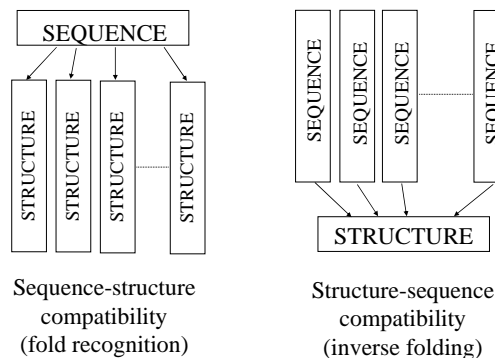 SEQUENCE
STRUCTURE
STRUCTURE
STRUCTURE
STRUCTURE
Sequence-structure
compatibility
(fold recognition)
SEQUENCE
SEQUENCE
SEQUENCE
SEQUENCE
STRUCTURE
Structure-sequence
compatibility
(inverse folding)